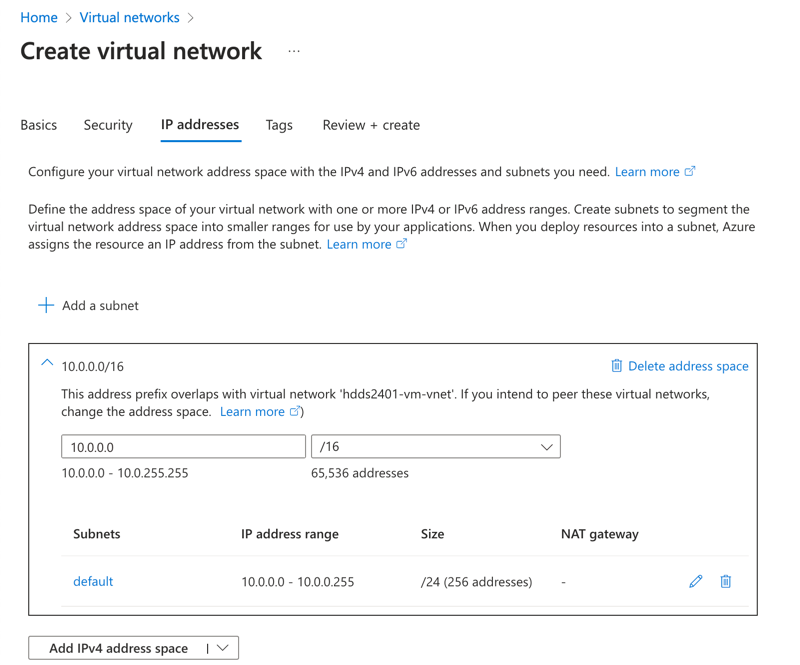 Home > Virtual networks >
Create virtual network ...
Basics Security IP addresses Tags Review + create
Configure your virtual network address space with the IPv4 and IPv6 addresses and subnets you need. Learn more
Define the address space of your virtual network with one or more IPv4 or IPv6 address ranges. Create subnets to segment the
virtual network address space into smaller ranges for use by your applications. When you deploy resources into a subnet, Azure
assigns the resource an IP address from the subnet. Learn more
+ Add a subnet
10.0.0.0/16 Delete address space
This address prefix overlaps with virtual network 'hdds2401-vm-vnet'. If you intend to peer these virtual networks,
change the address space. Learn more )
10.0.0.0 /16
10.0.0.0 - 10.0.255.255 65,536 addresses
Subnets IP address range Size NAT gateway
default 10.0.0.0 - 10.0.0.255 /24 (256 addresses) -
Add IPv4 address space |